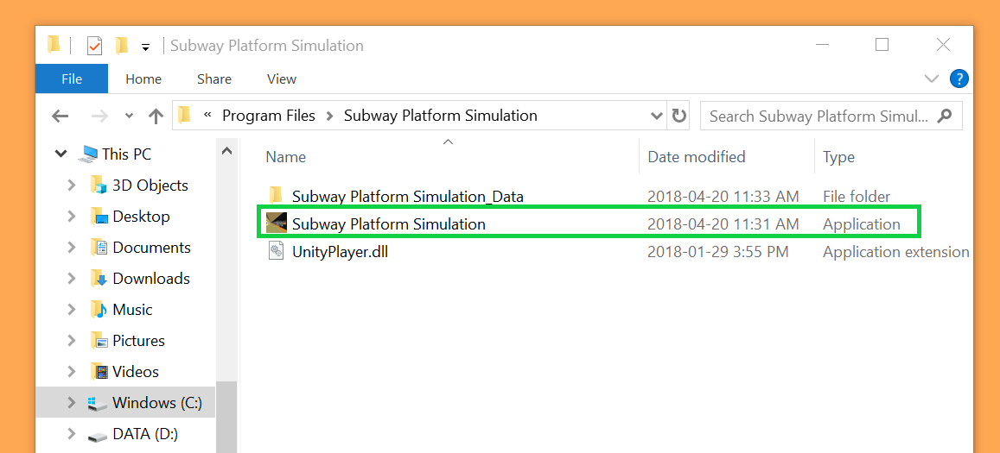 Subway Platform Simulation
File Home Share View ?
« Program Files > Subway Platform Simulation Search Subway Platform Simul...
This PC
3D Objects
Desktop
Documents
Downloads
Music
Pictures
Videos
Windows (C:)
DATA (D:)
Name Date modified Type
Subway Platform Simulation_Data 2018-04-20 11:33 AM File folder
Subway Platform Simulation 2018-04-20 11:31 AM Application
UnityPlayer.dll 2018-01-29 3:55 PM Application extension